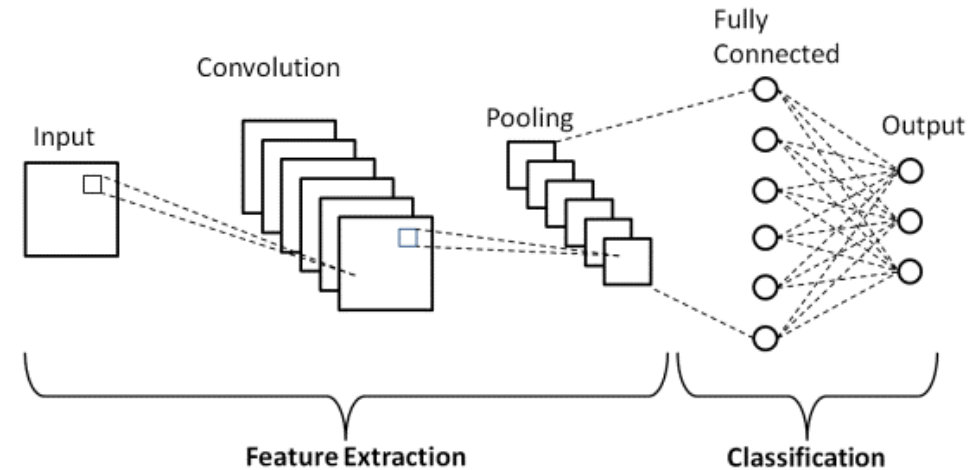 Input
Convolution
Pooling
Fully
Connected
Output
Feature Extraction
Classification